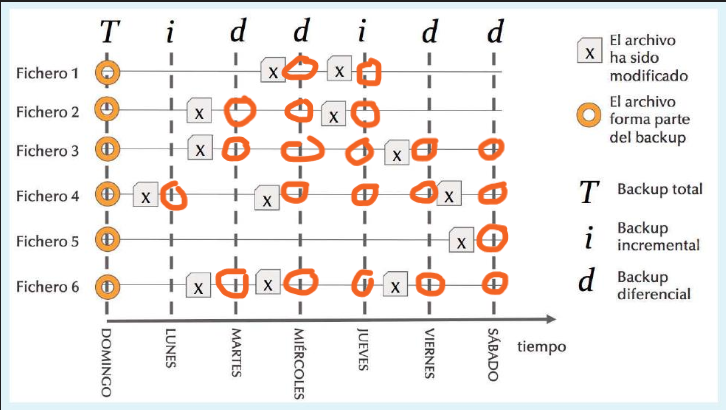 T i d d i d d
Fichero 1
X X
Fichero 2
X X
Fichero 3
X X
Fichero 4
X X X
Fichero 5
X
Fichero 6
X X X
DOMINGO
LUNES
MARTES
MIÉRCOLES
JUEVES
VIERNES
SÁBADO
tiempo
X
El archivo
ha sido
modificado
El archivo
forma parte
del backup
T Backup total
i Backup
incremental
d Backup
diferencial